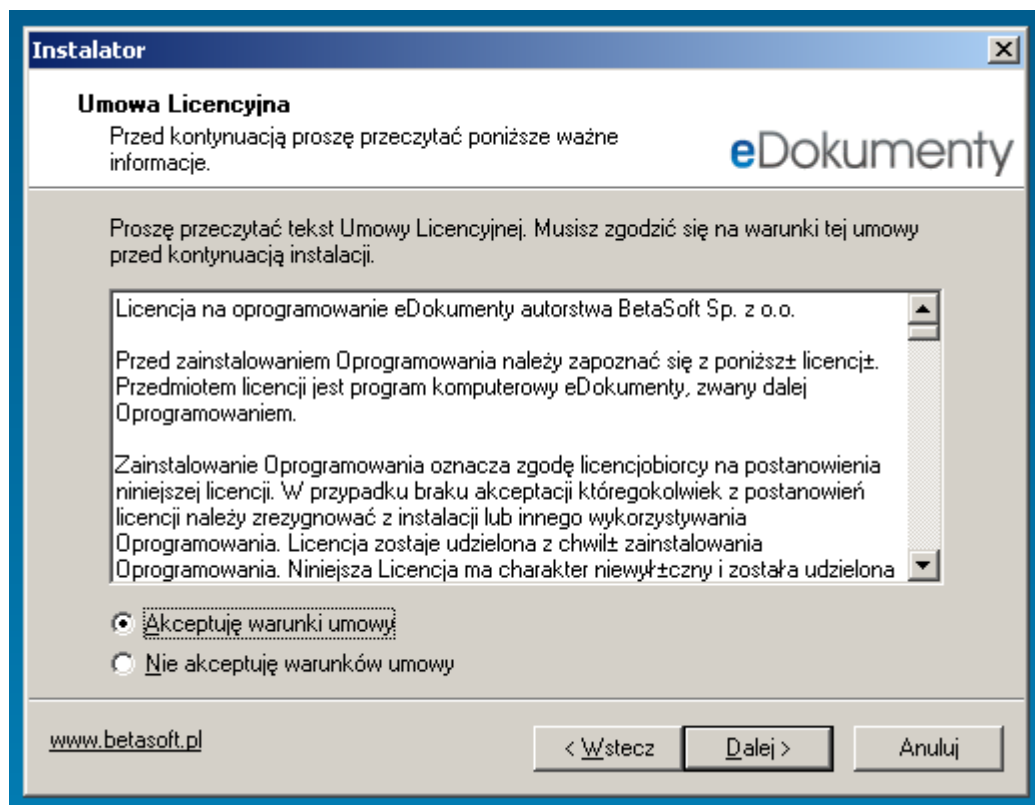 Instalator
Umowa Licencyjna
Przed kontynuacją proszę przeczytać poniższe ważne
informacje.
eDokumenty
Proszę przeczytać tekst Umowy Licencyjnej. Musisz zgodzić się na warunki tej umowy
przed kontynuacją instalacji.
Licencja na oprogramowanie eDokumenty autorstwa BetaSoft Sp. z o.o.
Przed zainstalowaniem Oprogramowania należy zapoznać się z poniższ± licencj±.
Przedmiotem licencji jest program komputerowy eDokumenty, zwany dalej
Oprogramowaniem.
Zainstalowanie Oprogramowania oznacza zgodę licencjobiorcy na postanowienia
niniejszej licencji. W przypadku braku akceptacji któregokolwiek z postanowień
licencji należy zrezygnować z instalacji lub innego wykorzystywania
Oprogramowania. Licencja zostaje udzielona z chwil± zainstalowania
Oprogramowania. Niniejsza Licencja ma charakter niewył±czny i została udzielona
Akceptuję warunki umowy
Nie akceptuję warunków umowy
www.betasoft.pl
< Wstecz
Dalej >
Anuluj